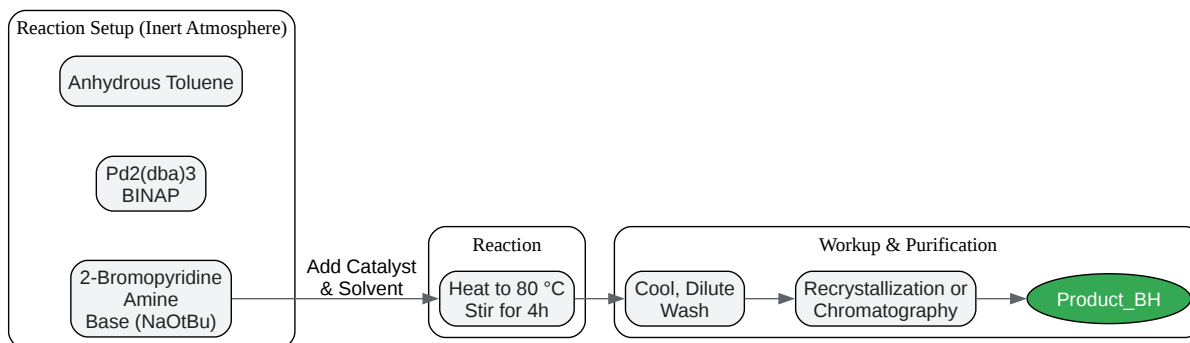 Reaction Setup (Inert Atmosphere)
Anhydrous Toluene
Pd2(dba)3
BINAP
2-Bromopyridine
Amine
Base (NaOtBu)
Add Catalyst
& Solvent
Reaction
Heat to 80 °C
Stir for 4h
Workup & Purification
Cool, Dilute
Wash
Recrystallization or
Chromatography
Product_BH